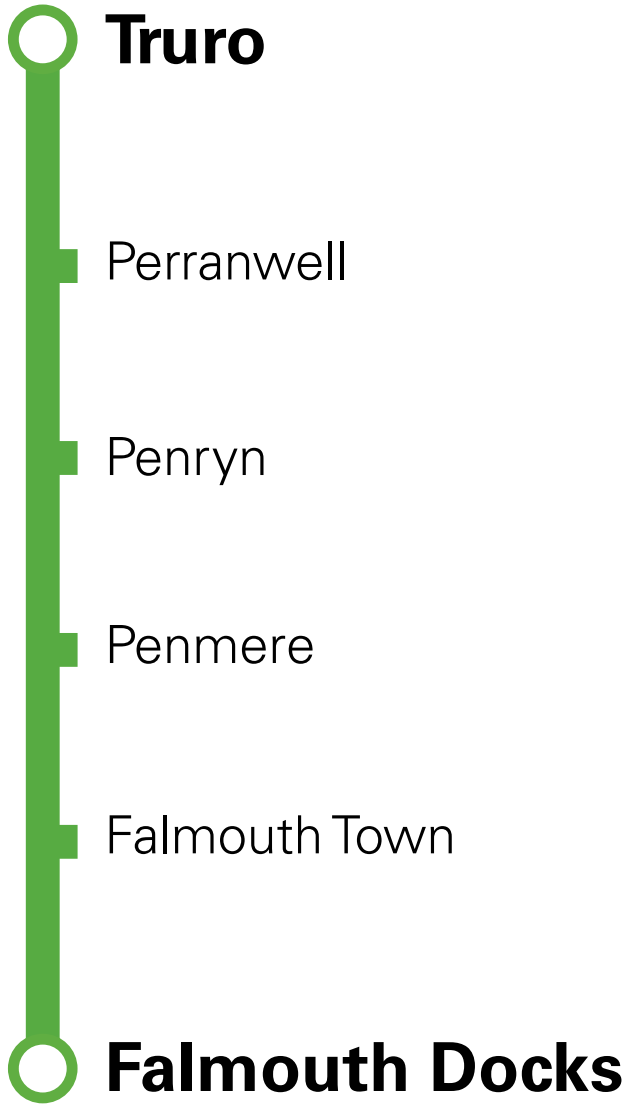 Truro
Perranwell
Penryn
Penmere
Falmouth Town
Falmouth Docks